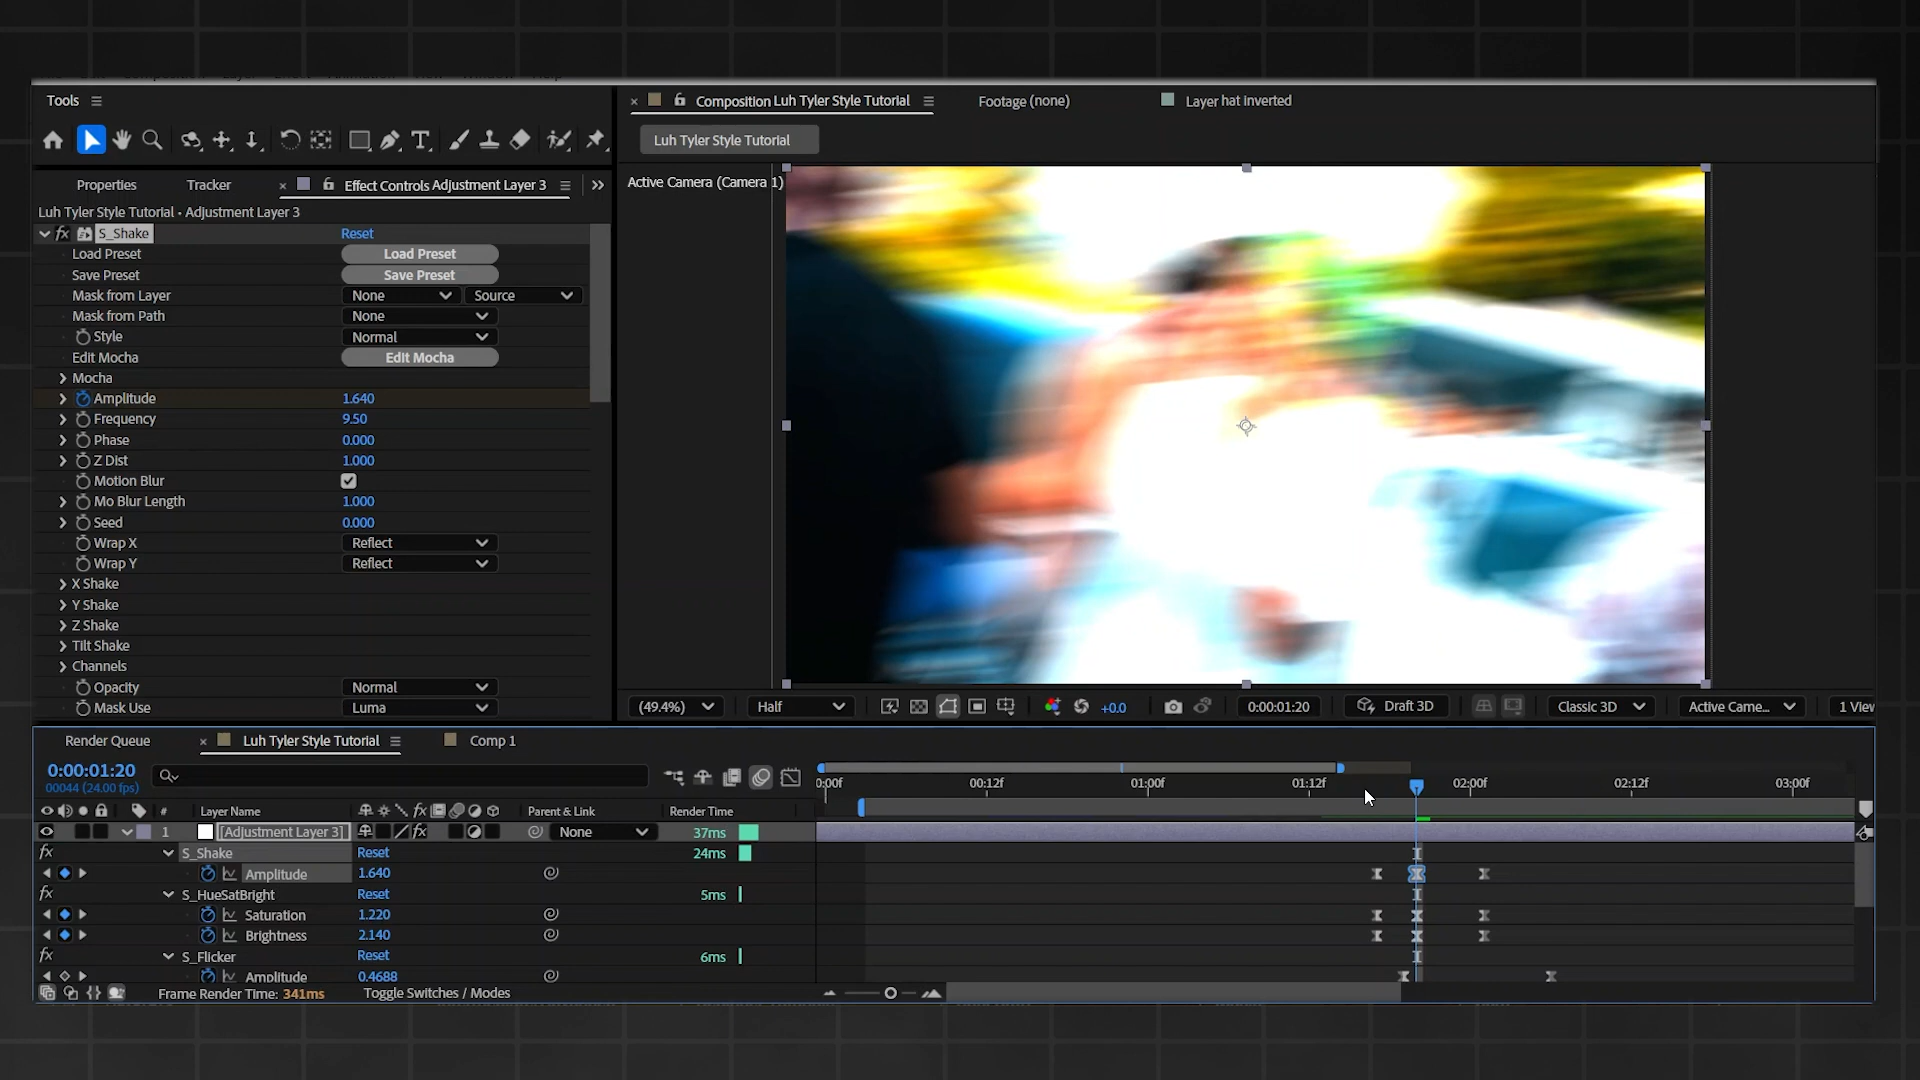 Tools
Composition Luh Tyler Style Tutorial
Footage (none)
Layer hat Inverted
Luh Tyler Style Tutorial
Properties
Tracker
Effect Controls Adjustment Layer 3
Active Camera (Camera 1)
Luh Tyler Style Tutorial • Adjustment Layer 3
fx S_Shake Reset
Load Preset Load Preset
Save Preset Save Preset
Mask from Layer None Source
Mask from Path None
Style Normal
Edit Mocha Edit Mocha
Mocha
Amplitude 1.640
Frequency 9.50
Phase 0.000
Z Dist 1.000
Motion Blur
Mo Blur Length 1.000
Seed 0.000
Wrap X Reflect
Wrap Y Reflect
X Shake
Y Shake
Z Shake
Tilt Shake
Channels
Opacity Normal
Mask Use Luma
(49.4%) Half +0.0 0:00:01:20 Draft 3D Classic 3D Active Came... 1 View
Render Queue
Luh Tyler Style Tutorial
Comp 1
0:00:01:20
00044 (24.00 fps)
0:00f 00:12f 01:00f 01:12f 02:00f 02:12f 03:00f
# Layer Name fx Parent & Link Render Time
1 [Adjustment Layer 3] fx None 37ms
fx S_Shake Reset 24ms
Amplitude 1.640
fx S_HueSatBright Reset 5ms
Saturation 1.220
Brightness 2.140
fx S_Flicker Reset 6ms
Amplitude 0.4688
Frame Render Time: 341ms Toggle Switches / Modes